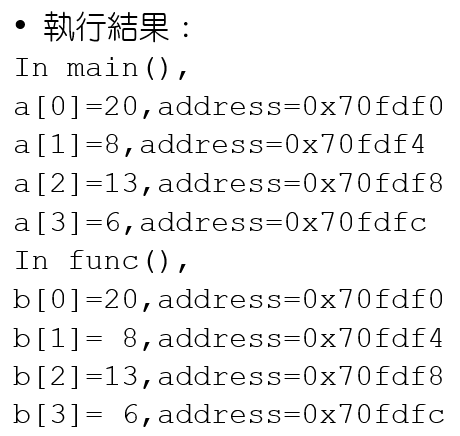 • 執行結果：
In main(),
a[0]=20,address=0x70fdf0
a[1]=8,address=0x70fdf4
a[2]=13,address=0x70fdf8
a[3]=6,address=0x70fdfc
In func(),
b[0]=20,address=0x70fdf0
b[1]= 8,address=0x70fdf4
b[2]=13,address=0x70fdf8
b[3]= 6,address=0x70fdfc